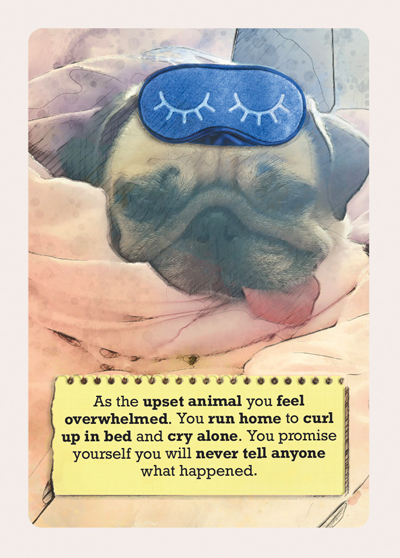 As the upset animal you feel
overwhelmed. You run home to curl
up in bed and cry alone. You promise
yourself you will never tell anyone
what happened.